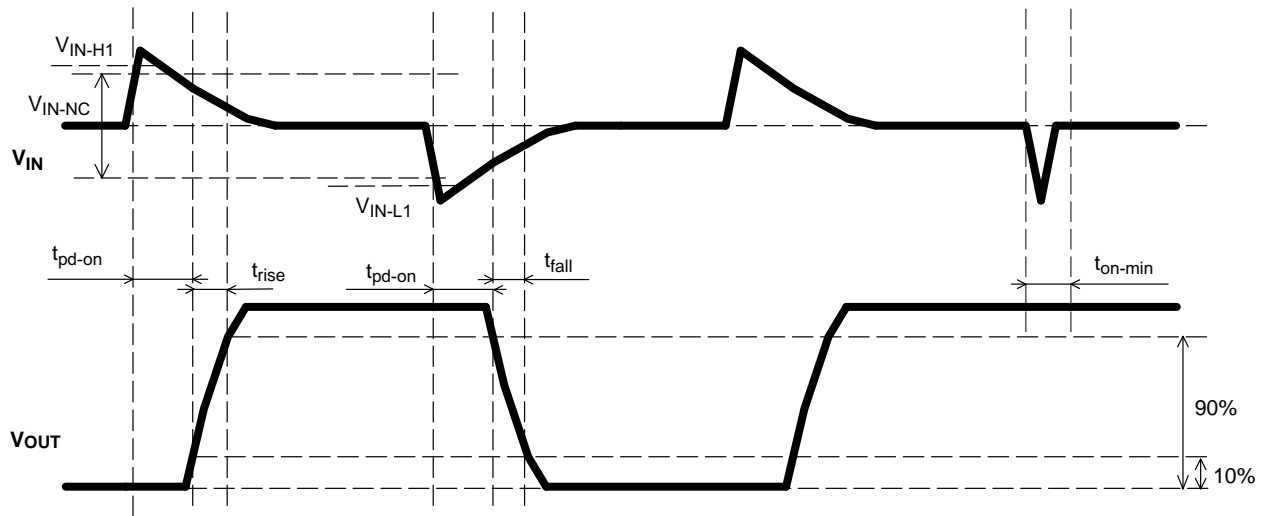 VIN-H1
VIN-NC
VIN
VIN-L1
tpd-on
trise
tpd-on
tfall
ton-min
90%
VOUT
10%